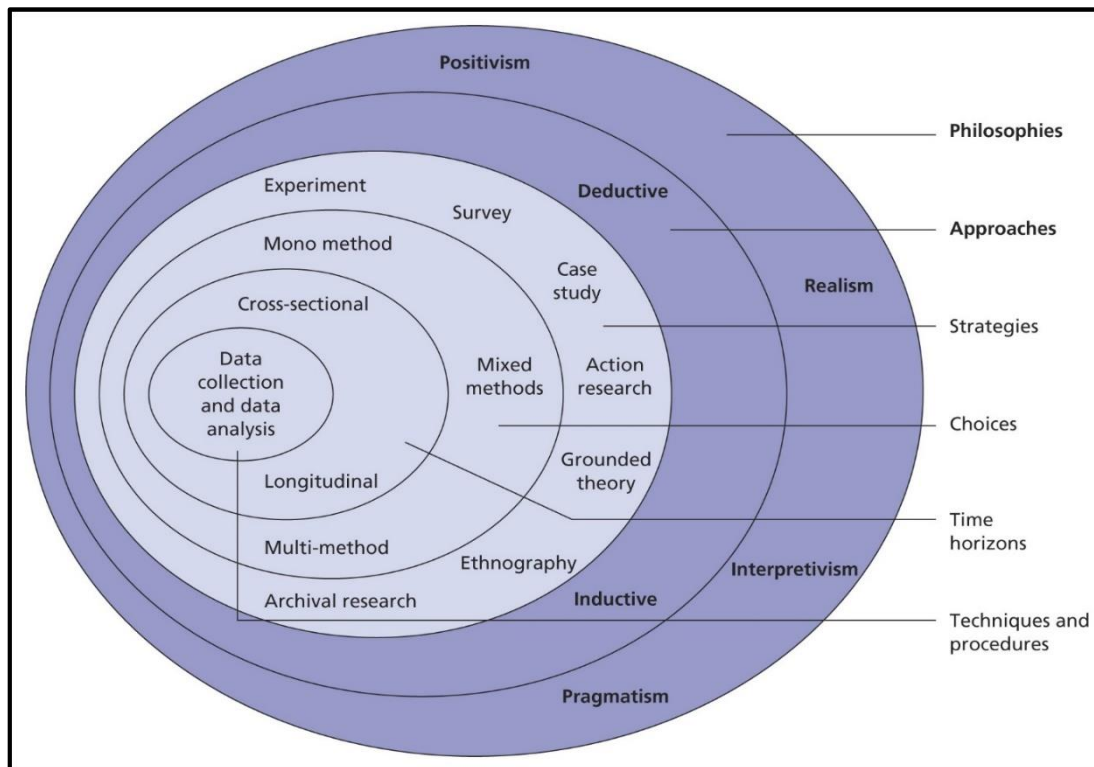 Positivism
Philosophies
Experiment
Deductive
Survey
Approaches
Mono method
Case
study
Realism
Cross-sectional
Strategies
Data
collection
and data
analysis
Mixed
methods
Action
research
Choices
Longitudinal
Grounded
theory
Time
horizons
Multi-method
Ethnography
Interpretivism
Archival research
Inductive
Techniques and
procedures
Pragmatism